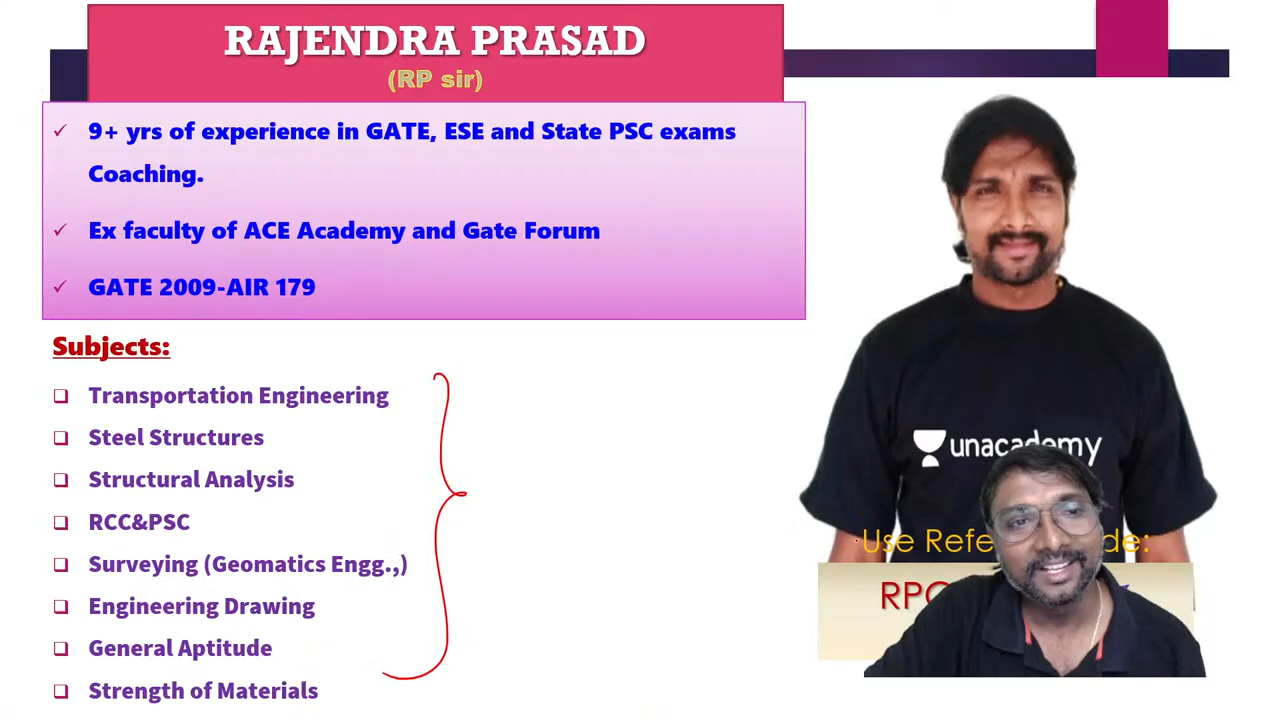 RAJENDRA PRASAD
(RP sir)
9+ yrs of experience in GATE, ESE and State PSC exams
Coaching.
Ex faculty of ACE Academy and Gate Forum
GATE 2009-AIR 179
Subjects:
Transportation Engineering
Steel Structures
Structural Analysis
RCC&PSC
Surveying (Geomatics Engg.,)
Engineering Drawing
General Aptitude
Strength of Materials
unacademy
Use